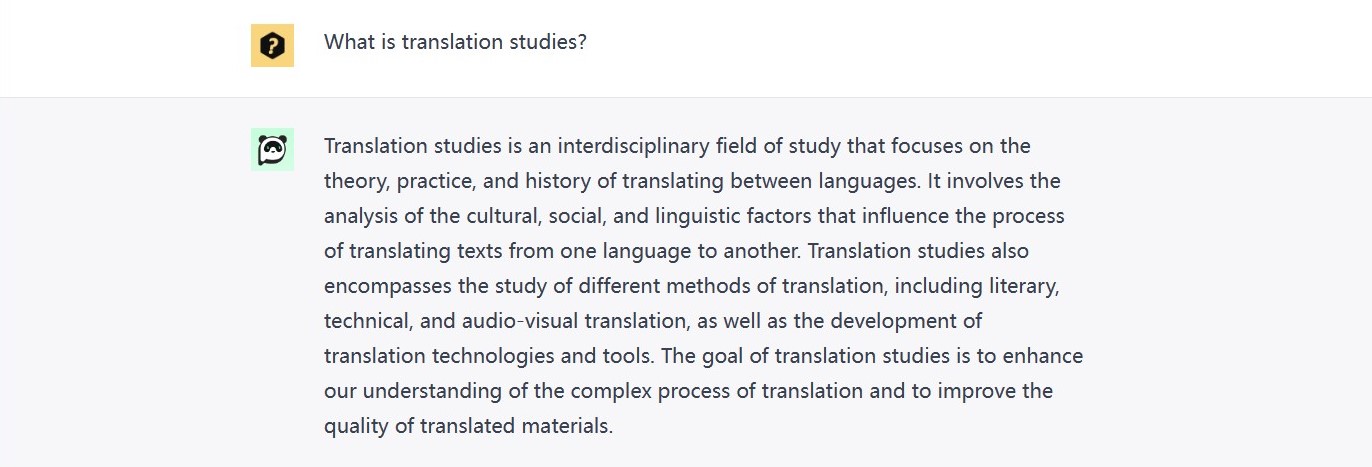 What is translation studies?
Translation studies is an interdisciplinary field of study that focuses on the
theory, practice, and history of translating between languages. It involves the
analysis of the cultural, social, and linguistic factors that influence the process
of translating texts from one language to another. Translation studies also
encompasses the study of different methods of translation, including literary,
technical, and audio-visual translation, as well as the development of
translation technologies and tools. The goal of translation studies is to enhance
our understanding of the complex process of translation and to improve the
quality of translated materials.